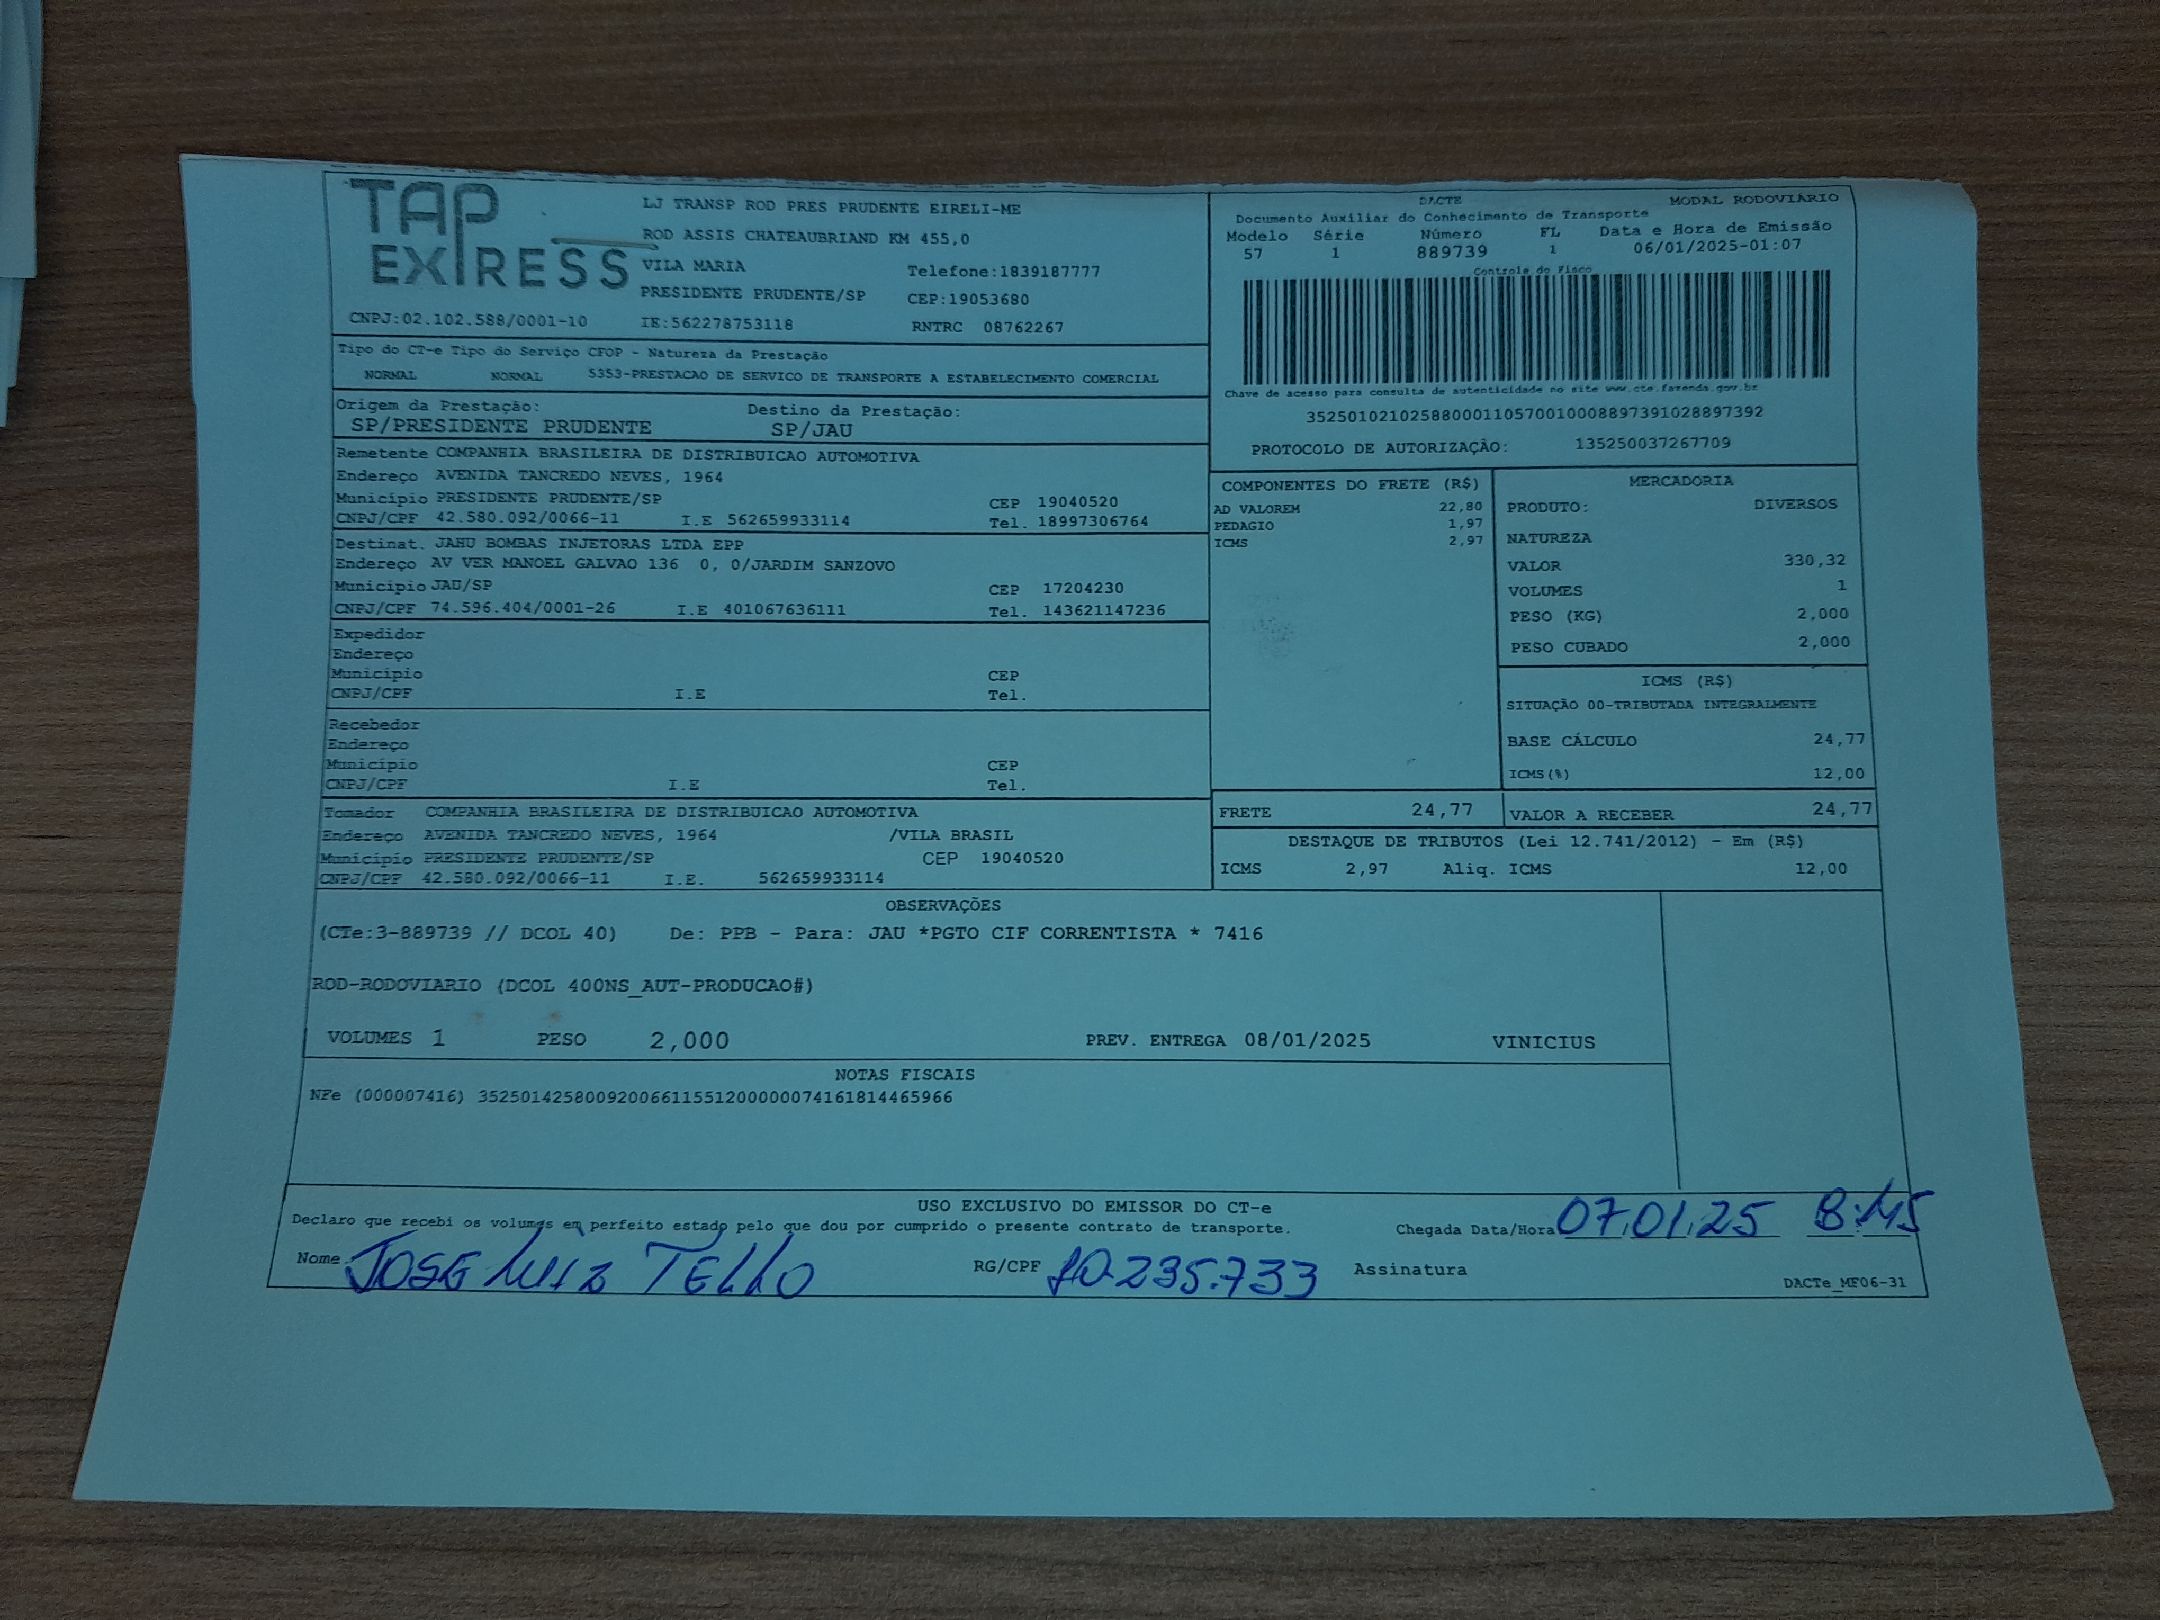 TAP
EXPRESS
LJ TRANSP ROD PRES PRUDENTE EIRELI-ME
ROD ASSIS CHATEAUBRIAND KM 455,0
VILA MARIA Telefone:1839187777
PRESIDENTE PRUDENTE/SP CEP:19053680
CNPJ:02.102.588/0001-10 IE:562278753118 RNTRC 08762267
DACTE MODAL RODOVIÁRIO
Documento Auxiliar do Conhecimento de Transporte
Modelo Série Número FL Data e Hora de Emissão
57 1 889739 1 06/01/2025-01:07
Controle do Fisco
Chave de acesso para consulta de autenticidade no site www.cte.fazenda.gov.br
35250102102588000110570010008897391028897392
PROTOCOLO DE AUTORIZAÇÃO: 135250037267709
Tipo do CT-e Tipo do Serviço CFOP - Natureza da Prestação
NORMAL NORMAL 5353-PRESTACAO DE SERVICO DE TRANSPORTE A ESTABELECIMENTO COMERCIAL
Origem da Prestação: Destino da Prestação:
SP/PRESIDENTE PRUDENTE SP/JAU
Remetente COMPANHIA BRASILEIRA DE DISTRIBUICAO AUTOMOTIVA
Endereço AVENIDA TANCREDO NEVES, 1964
Município PRESIDENTE PRUDENTE/SP CEP 19040520
CNPJ/CPF 42.580.092/0066-11 I.E 562659933114 Tel. 18997306764
Destinat. JAHU BOMBAS INJETORAS LTDA EPP
Endereço AV VER MANOEL GALVAO 136 0, 0/JARDIM SANZOVO
Município JAU/SP CEP 17204230
CNPJ/CPF 74.596.404/0001-26 I.E 401067636111 Tel. 143621147236
Expedidor
Endereço
Município CEP
CNPJ/CPF I.E Tel.
Recebedor
Endereço
Município CEP
CNPJ/CPF I.E Tel.
Tomador COMPANHIA BRASILEIRA DE DISTRIBUICAO AUTOMOTIVA
Endereço AVENIDA TANCREDO NEVES, 1964 /VILA BRASIL
Município PRESIDENTE PRUDENTE/SP CEP 19040520
CNPJ/CPF 42.580.092/0066-11 I.E. 562659933114
COMPONENTES DO FRETE (R$)
AD VALOREM 22,80
PEDAGIO 1,97
ICMS 2,97
MERCADORIA
PRODUTO: DIVERSOS
NATUREZA
VALOR 330,32
VOLUMES 1
PESO (KG) 2,000
PESO CUBADO 2,000
ICMS (R$)
SITUAÇÃO 00-TRIBUTADA INTEGRALMENTE
BASE CÁLCULO 24,77
ICMS(%) 12,00
FRETE 24,77 VALOR A RECEBER 24,77
DESTAQUE DE TRIBUTOS (Lei 12.741/2012) - Em (R$)
ICMS 2,97 Aliq. ICMS 12,00
OBSERVAÇÕES
(CTe:3-889739 // DCOL 40) De: PPB - Para: JAU *PGTO CIF CORRENTISTA * 7416
ROD-RODOVIARIO (DCOL 400NS_AUT-PRODUCAO#)
VOLUMES 1 PESO 2,000 PREV. ENTREGA 08/01/2025 VINICIUS
NOTAS FISCAIS
NFe (000007416) 35250142580092006611551200000074161814465966
USO EXCLUSIVO DO EMISSOR DO CT-e
Declaro que recebi os volumes em perfeito estado pelo que dou por cumprido o presente contrato de transporte. Chegada Data/Hora 07.01.25 8:45
Nome JOSE LUIZ TELLO RG/CPF 10.235.733 Assinatura DACTe_MF06-31